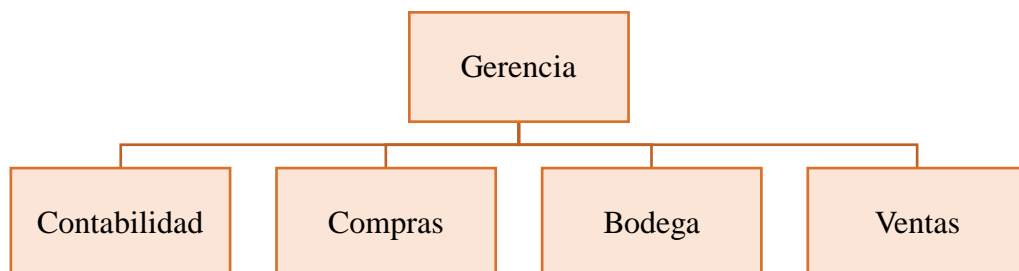 Gerencia
Contabilidad
Compras
Bodega
Ventas